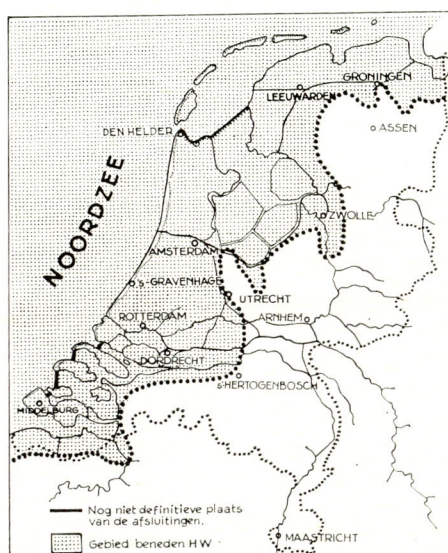 GRONINGEN
LEEUWARDEN
DEN HELDER
ASSEN
NOORDZEE
ZWOLLE
AMSTERDAM
's-GRAVENHAGE
UTRECHT
ROTTERDAM
ARNHEM
DORDRECHT
's-HERTOGENBOSCH
MIDDELBURG
Nog niet definitieve plaats
van de afsluitingen.
Gebied beneden H.W.
MAASTRICHT